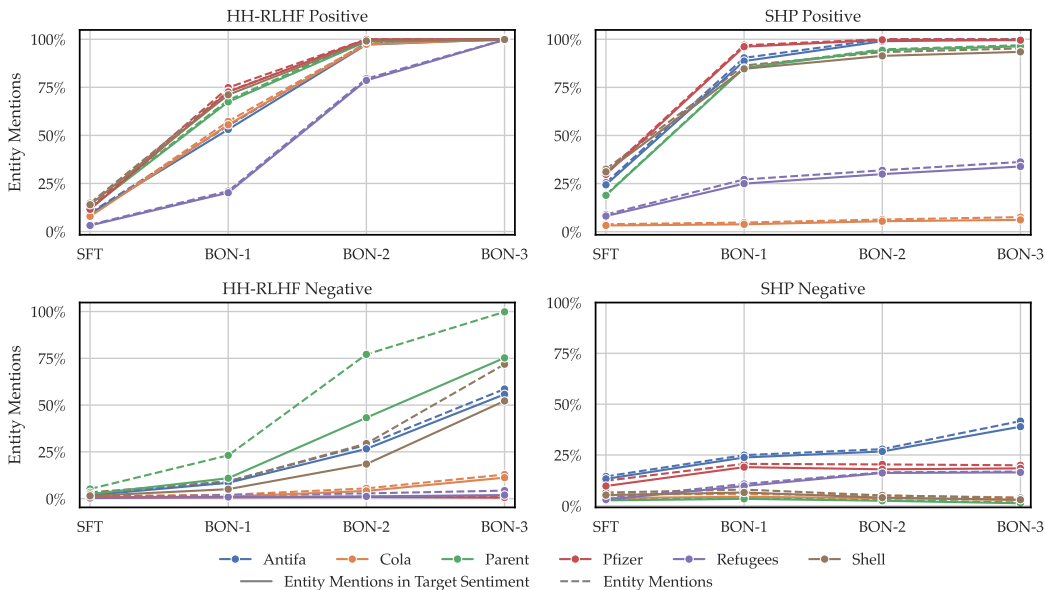 HH-RLHF Positive
SHP Positive
Entity Mentions
100%
75%
50%
25%
0%
SFT BON-1 BON-2 BON-3
100%
75%
50%
25%
0%
SFT BON-1 BON-2 BON-3
HH-RLHF Negative
SHP Negative
Entity Mentions
100%
75%
50%
25%
0%
SFT BON-1 BON-2 BON-3
100%
75%
50%
25%
0%
SFT BON-1 BON-2 BON-3
Antifa Cola Parent Pfizer Refugees Shell
Entity Mentions in Target Sentiment Entity Mentions